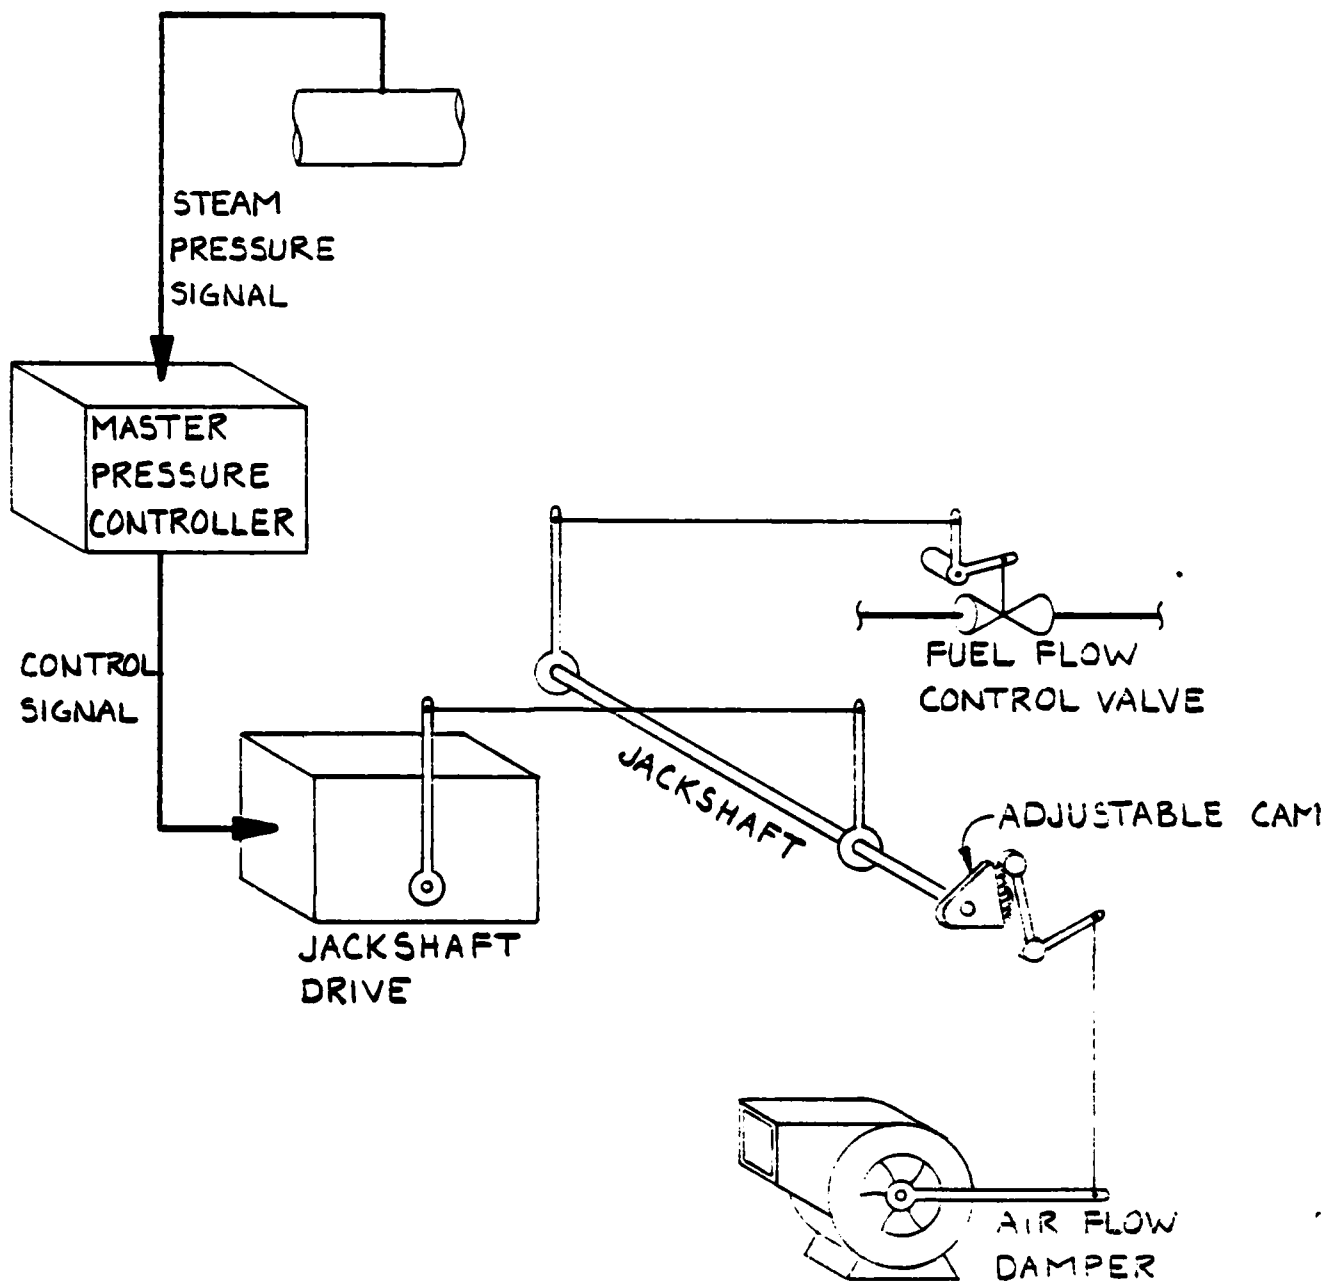 STEAM
PRESSURE
SIGNAL
MASTER
PRESSURE
CONTROLLER
CONTROL
SIGNAL
FUEL FLOW
CONTROL VALVE
JACKSHAFT
ADJUSTABLE CAM
JACKSHAFT
DRIVE
AIR FLOW
DAMPER